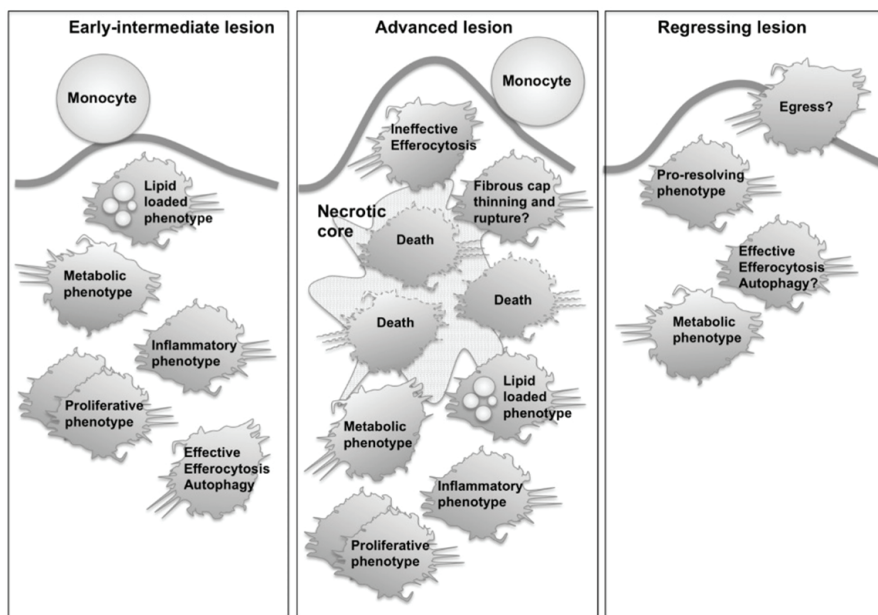 Early-intermediate lesion
Monocyte
Lipid
loaded
phenotype
Metabolic
phenotype
Inflammatory
phenotype
Proliferative
phenotype
Effective
Efferocytosis
Autophagy
Advanced lesion
Monocyte
Ineffective
Efferocytosis
Fibrous cap
thinning and
rupture?
Necrotic
core
Death
Death
Death
Lipid
loaded
phenotype
Metabolic
phenotype
Inflammatory
phenotype
Proliferative
phenotype
Regressing lesion
Egress?
Pro-resolving
phenotype
Effective
Efferocytosis
Autophagy?
Metabolic
phenotype